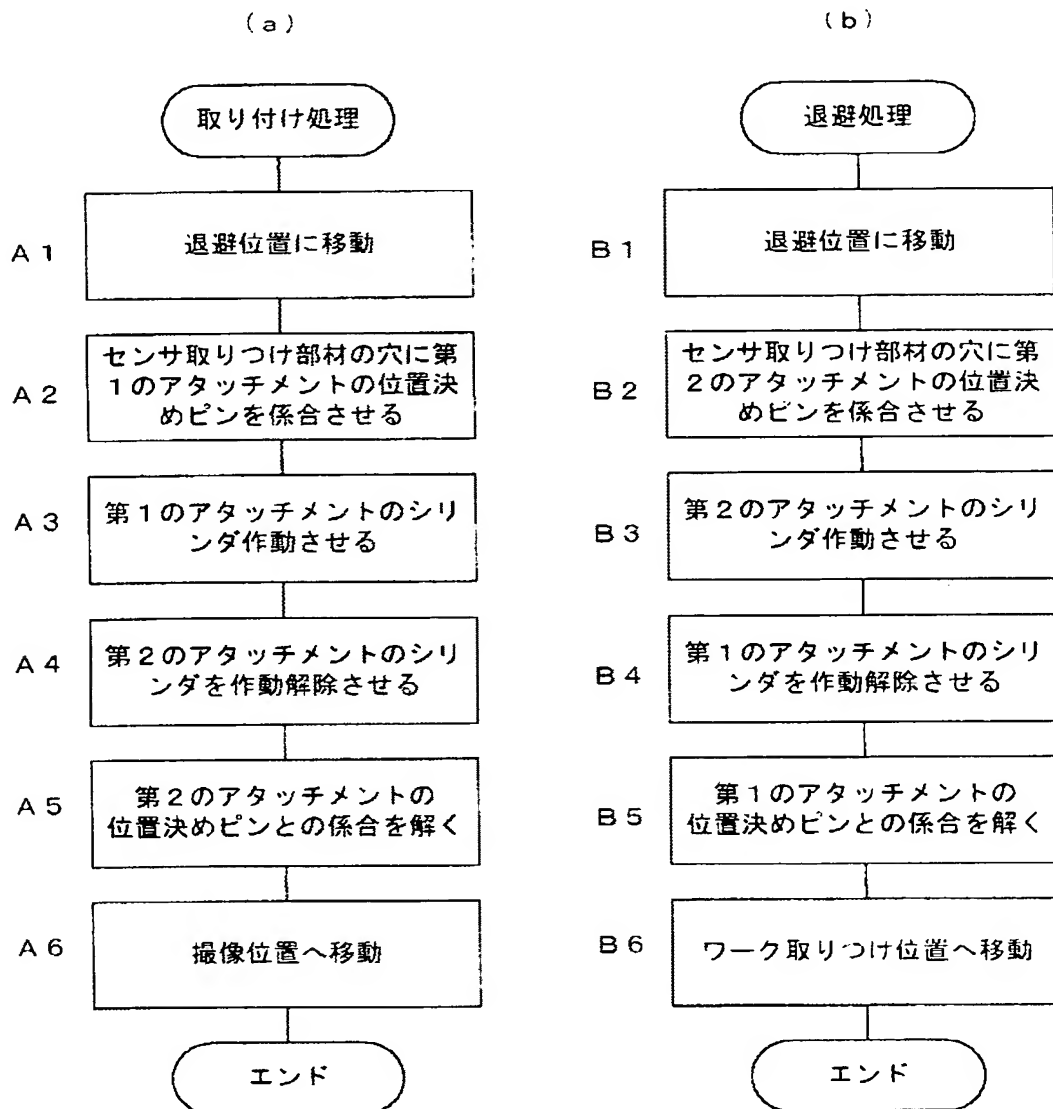 (a)
取り付け処理
A1
退避位置に移動
A2
センサ取りつけ部材の穴に第
1のアタッチメントの位置決
めピンを係合させる
A3
第1のアタッチメントのシリ
ンダ作動させる
A4
第2のアタッチメントのシリ
ンダを作動解除させる
A5
第2のアタッチメントの
位置決めピンとの係合を解く
A6
撮像位置へ移動
エンド
(b)
退避処理
B1
退避位置に移動
B2
センサ取りつけ部材の穴に第
2のアタッチメントの位置決
めピンを係合させる
B3
第2のアタッチメントのシリ
ンダ作動させる
B4
第1のアタッチメントのシリ
ンダを作動解除させる
B5
第1のアタッチメントの
位置決めピンとの係合を解く
B6
ワーク取りつけ位置へ移動
エンド